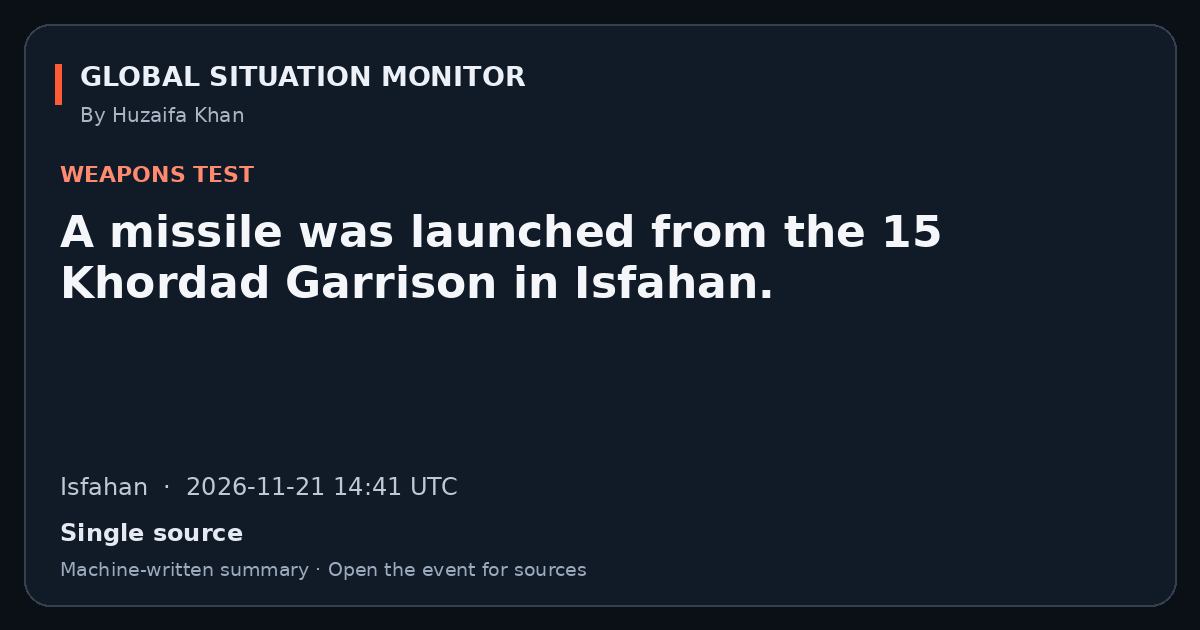 GLOBAL SITUATION MONITOR
By Huzaifa Khan
WEAPONS TEST
A missile was launched from the 15
Khordad Garrison in Isfahan.
Isfahan · 2026-11-21 14:41 UTC
Single source
Machine-written summary · Open the event for sources